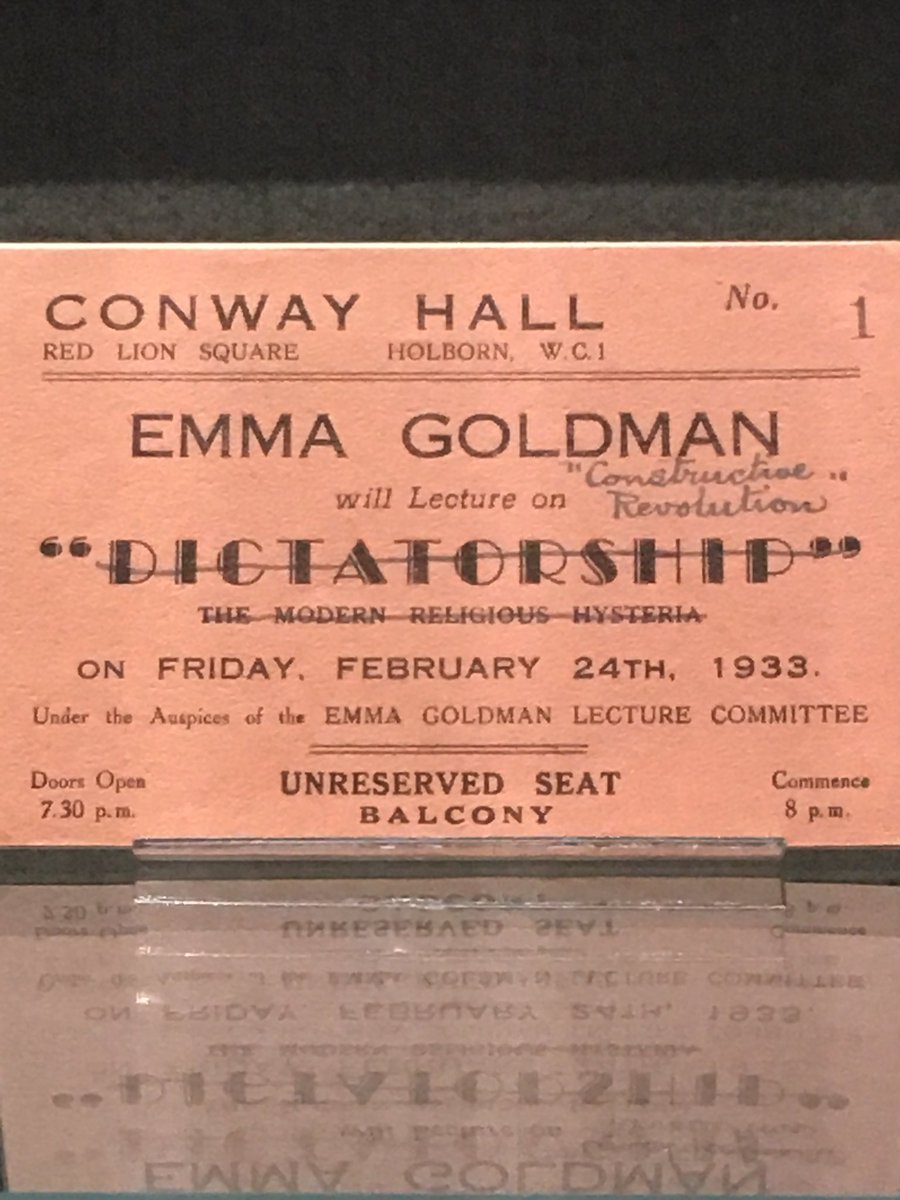 CONWAY HALL
No. 1
RED LION SQUARE HOLBORN, W.C.1
EMMA GOLDMAN
will Lecture on "Constructive"
Revolution
"DICTATORSHIP"
THE MODERN RELIGIOUS HYSTERIA
ON FRIDAY, FEBRUARY 24TH, 1933.
Under the Auspices of the EMMA GOLDMAN LECTURE COMMITTEE
Doors Open UNRESERVED SEAT Commence
7.30 p.m. BALCONY 8 p.m.